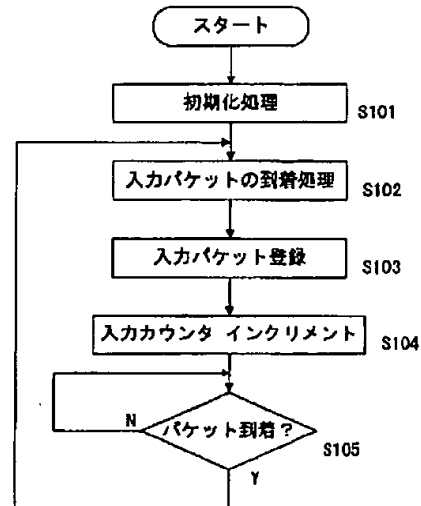 スタート
初期化処理
S101
入力パケットの到着処理
S102
入力パケット登録
S103
入力カウンタ インクリメント
S104
N
パケット到着？
S105
Y